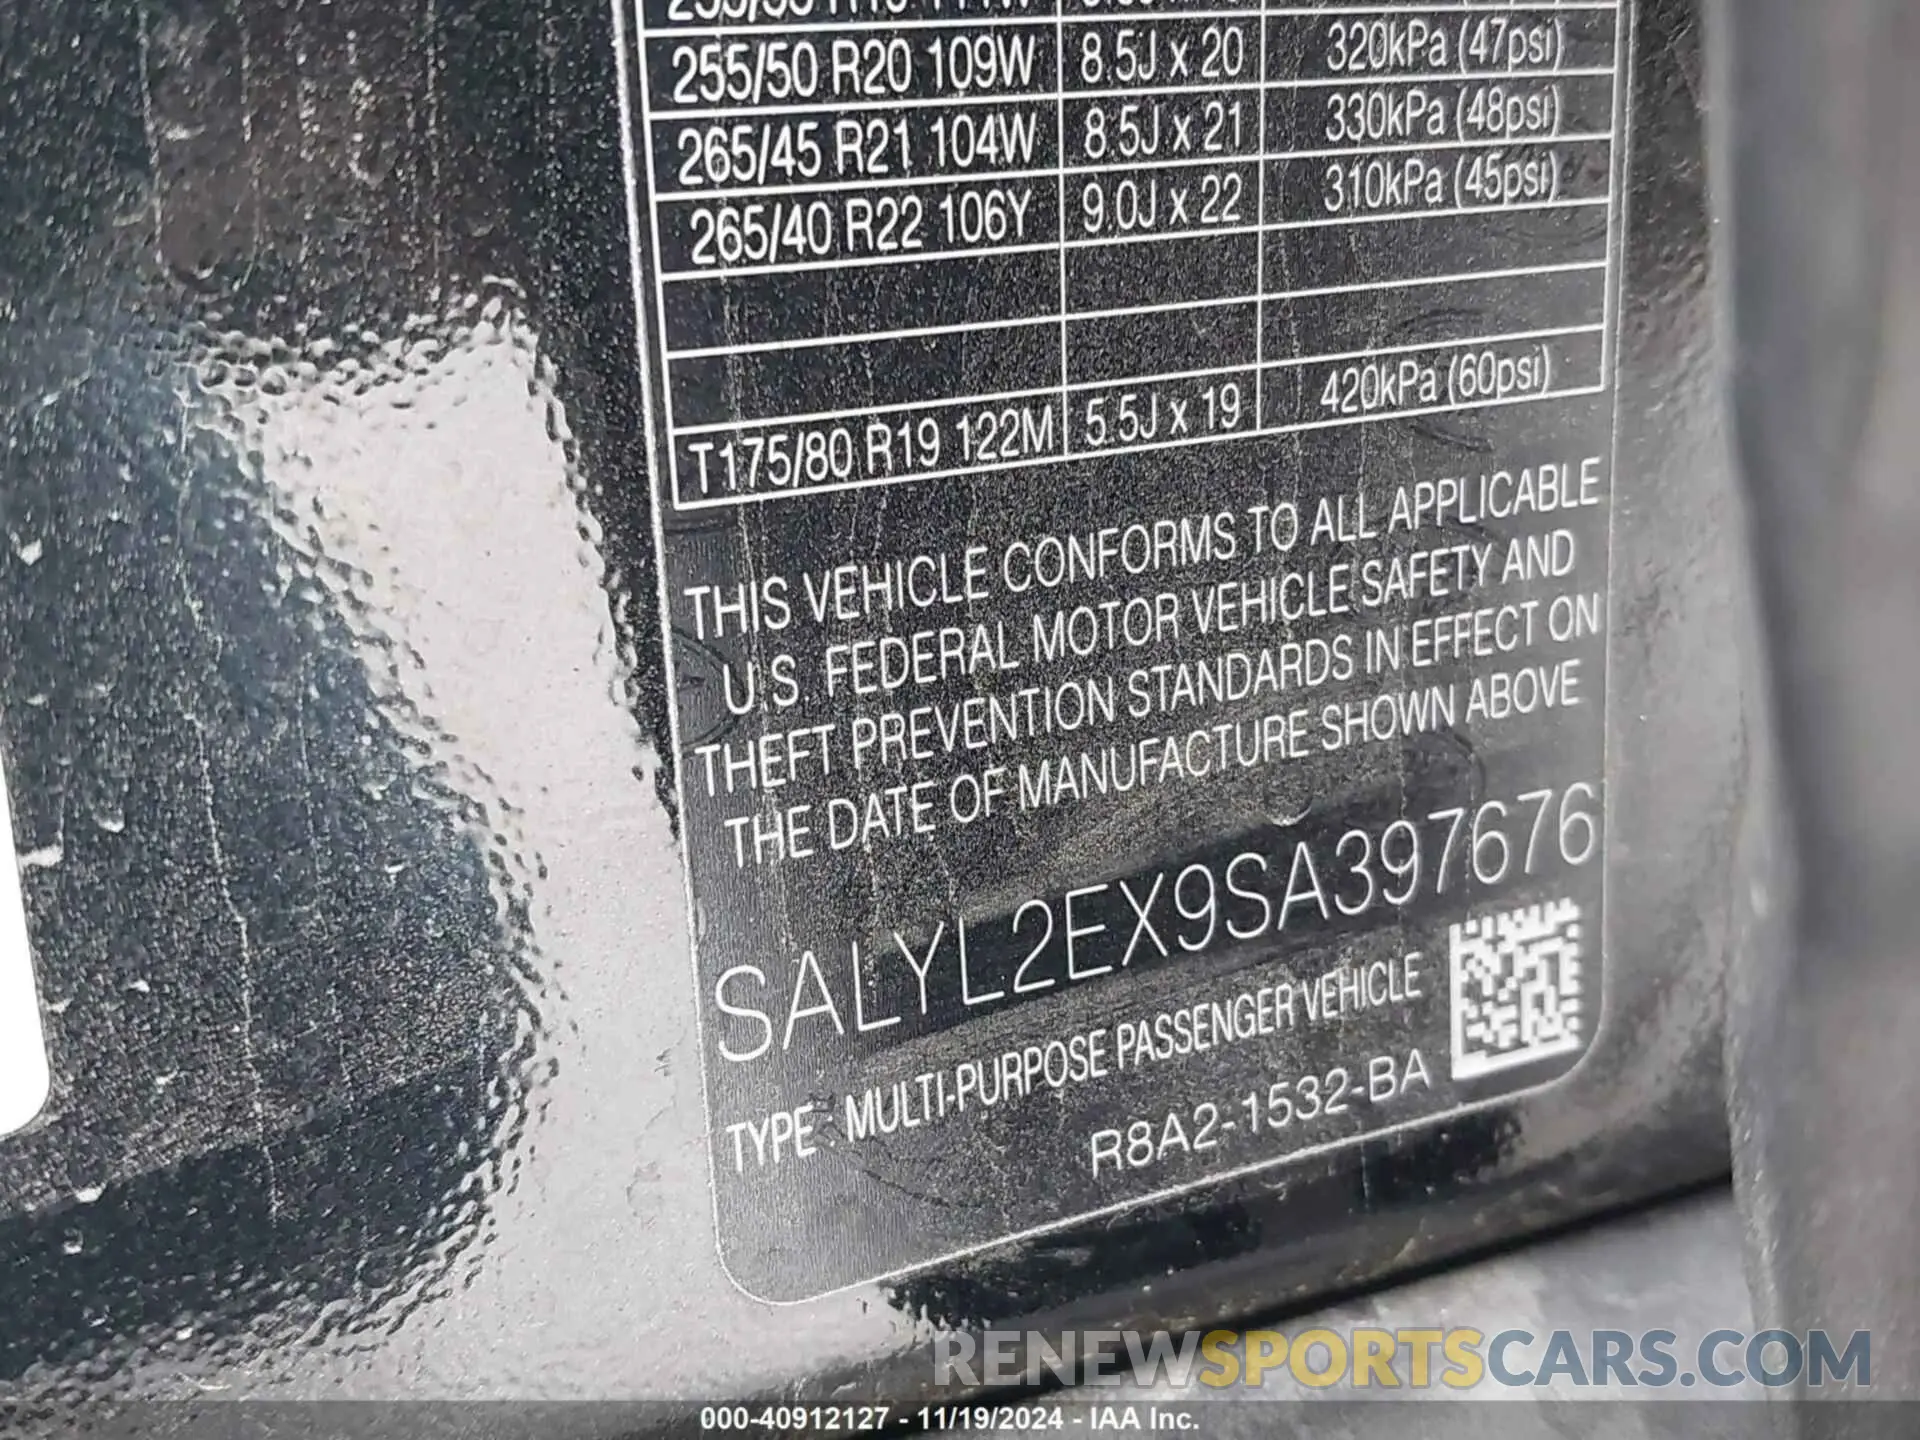 255/50 R20 109W 8.5J x 20 320kPa (47psi)
265/45 R21 104W 8.5J x 21 330kPa (48psi)
265/40 R22 106Y 9.0J x 22 310kPa (45psi)
T175/80 R19 122M 5.5J x 19 420kPa (60psi)
THIS VEHICLE CONFORMS TO ALL APPLICABLE
U.S. FEDERAL MOTOR VEHICLE SAFETY AND
THEFT PREVENTION STANDARDS IN EFFECT ON
THE DATE OF MANUFACTURE SHOWN ABOVE
SALYL2EX9SA397676
TYPE: MULTI-PURPOSE PASSENGER VEHICLE
R8A2-1532-BA
RENEWSPORTSCARS.COM
000-40912127 - 11/19/2024 - IAA Inc.